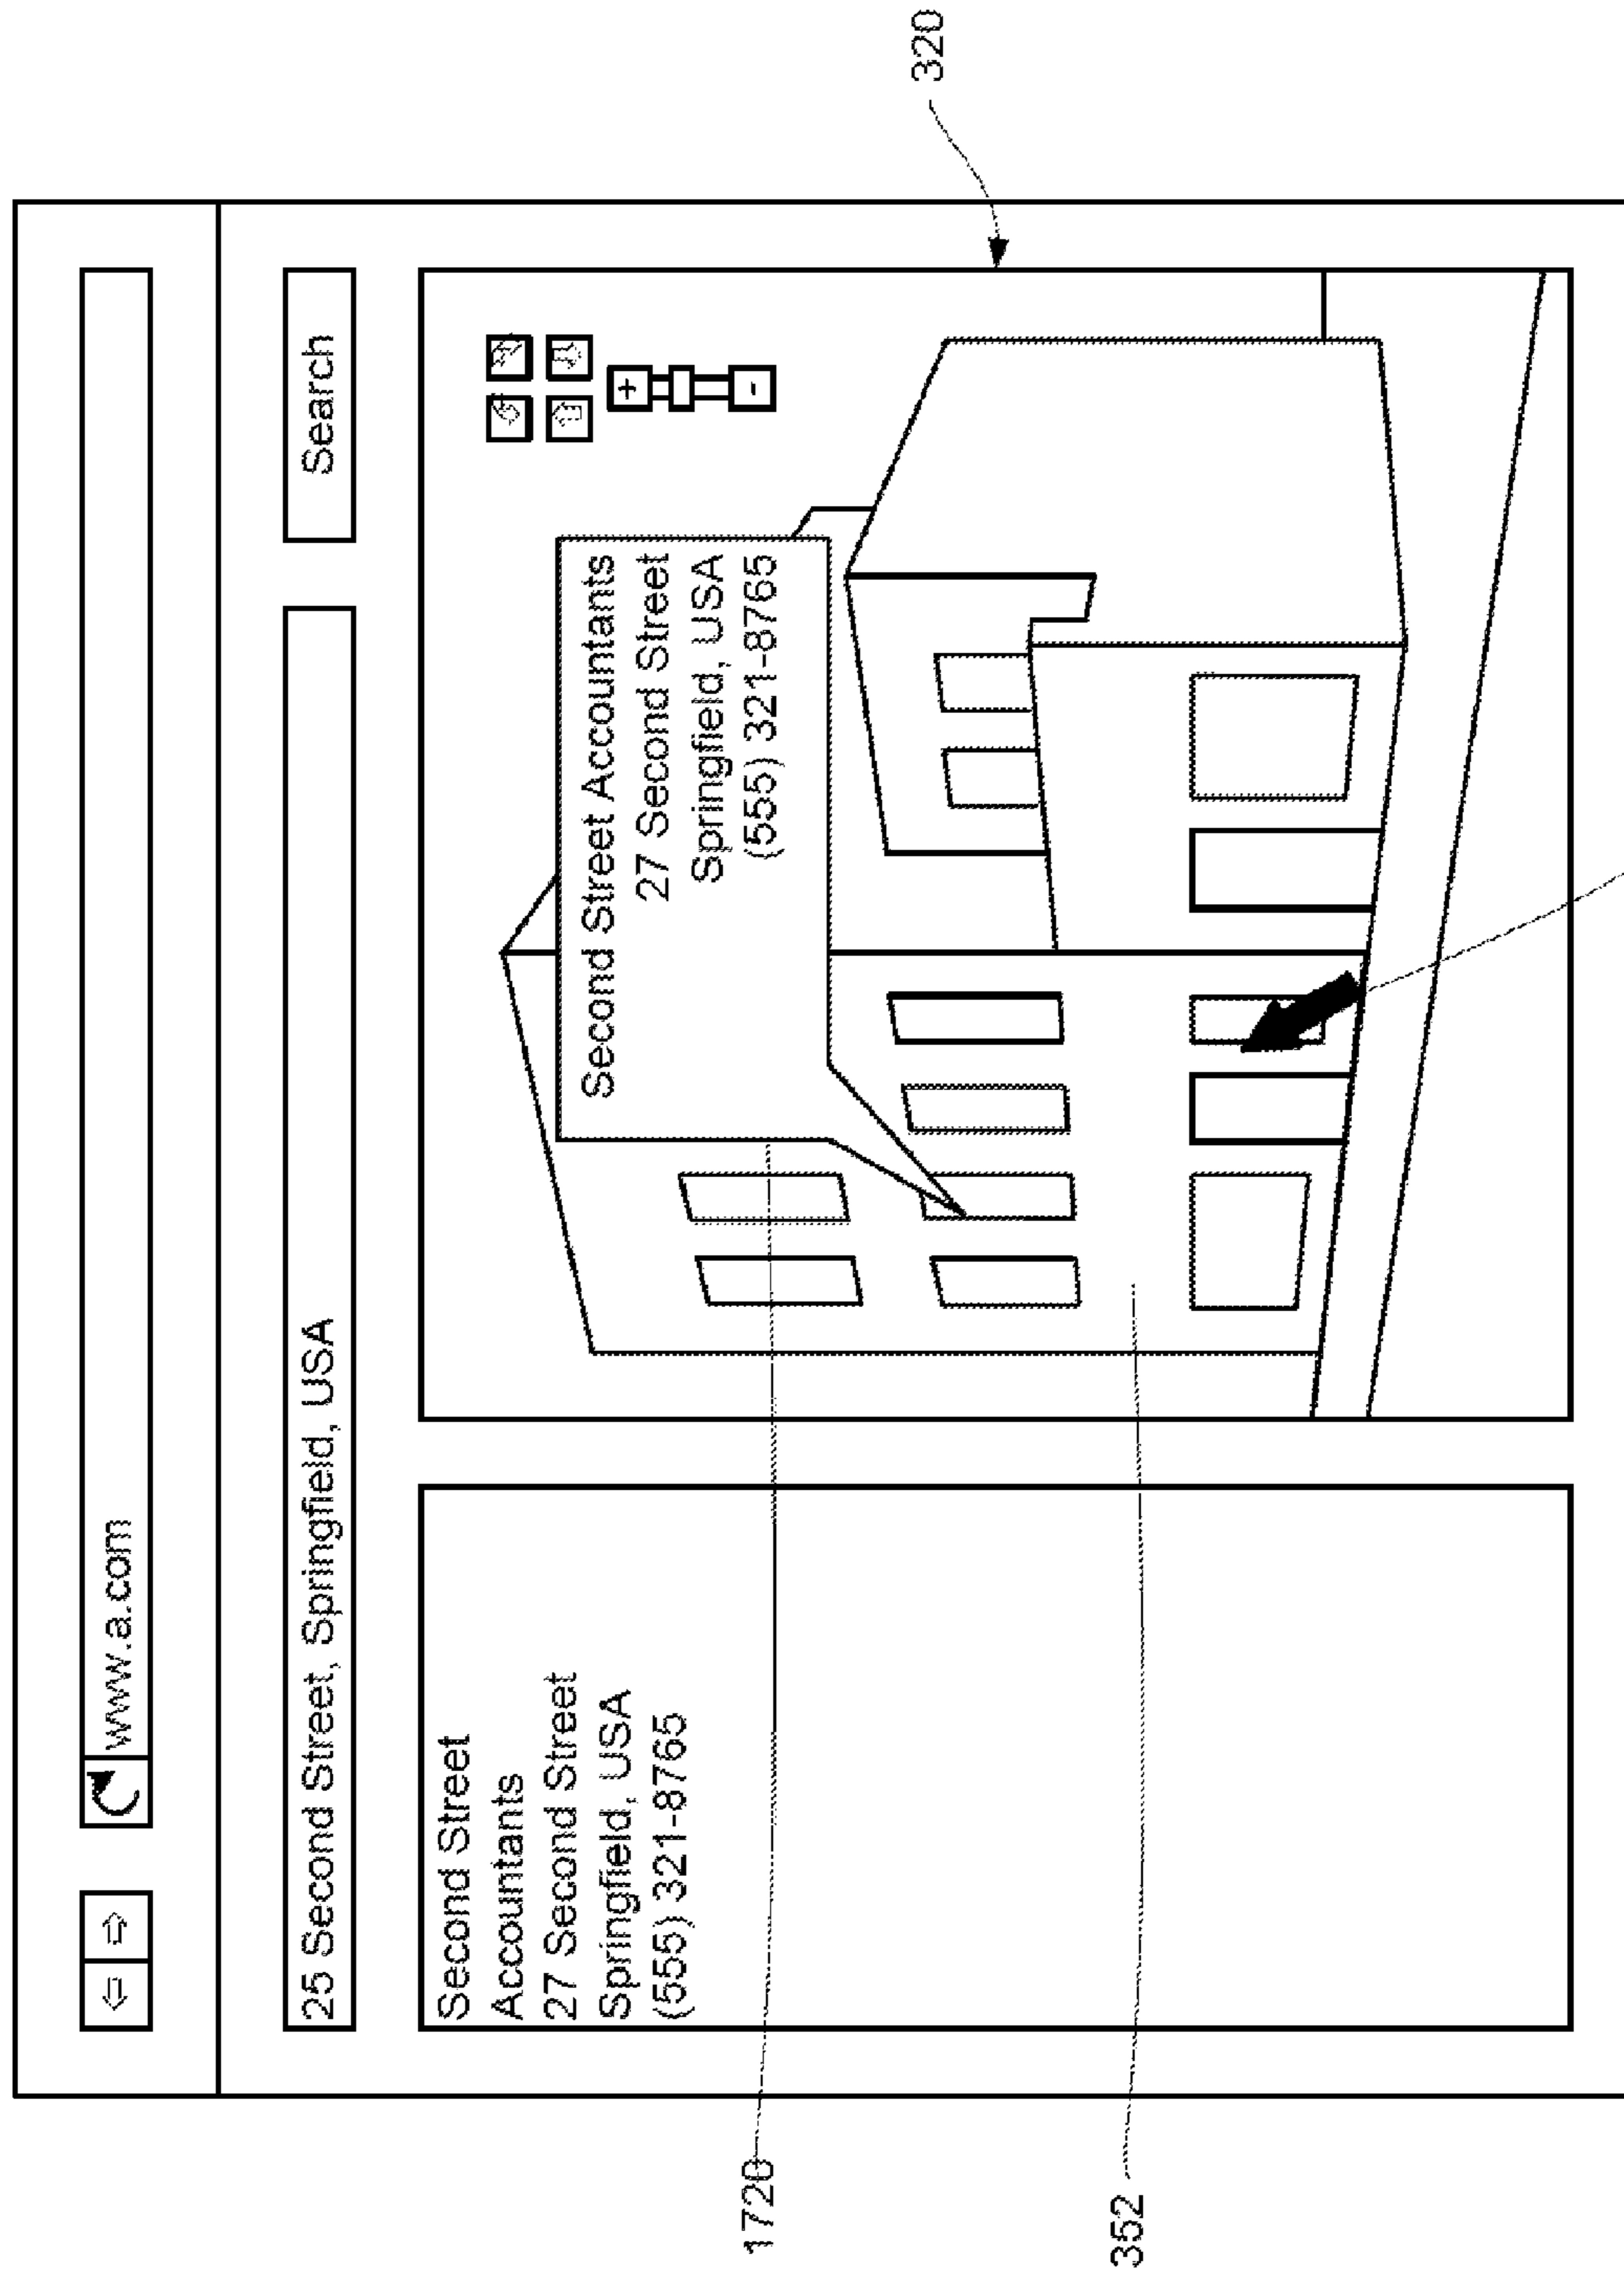 www.a.com
25 Second Street, Springfield, USA
Search
Second Street
Accountants
27 Second Street
Springfield, USA
(555) 321-8765
+
-
Second Street Accountants
27 Second Street
Springfield, USA
(555) 321-8765
320
1720
352